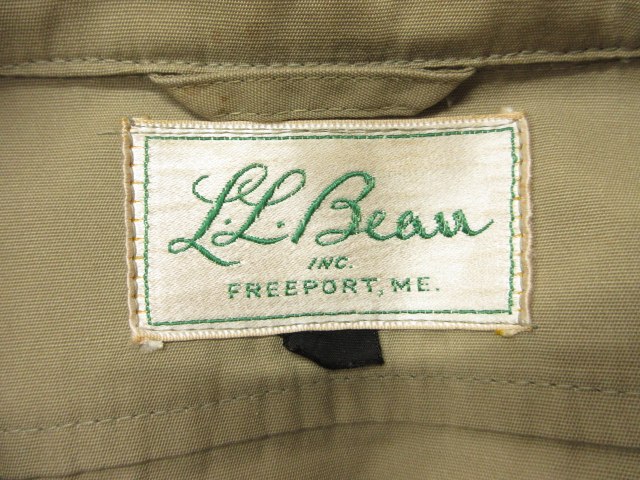 L.L. Bean
INC.
FREEPORT, ME.